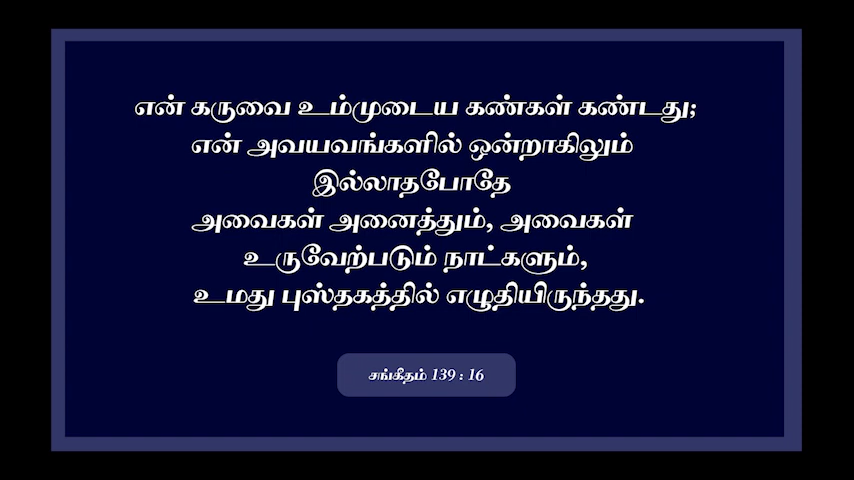 என் கருவை உம்முடைய கண்கள் கண்டது;
என் அவயவங்களில் ஒன்றாகிலும்
இல்லாதபோதே
அவைகள் அனைத்தும், அவைகள்
உருவேற்படும் நாட்களும்,
உமது புஸ்தகத்தில் எழுதியிருந்தது.
சங்கீதம் 139 : 16